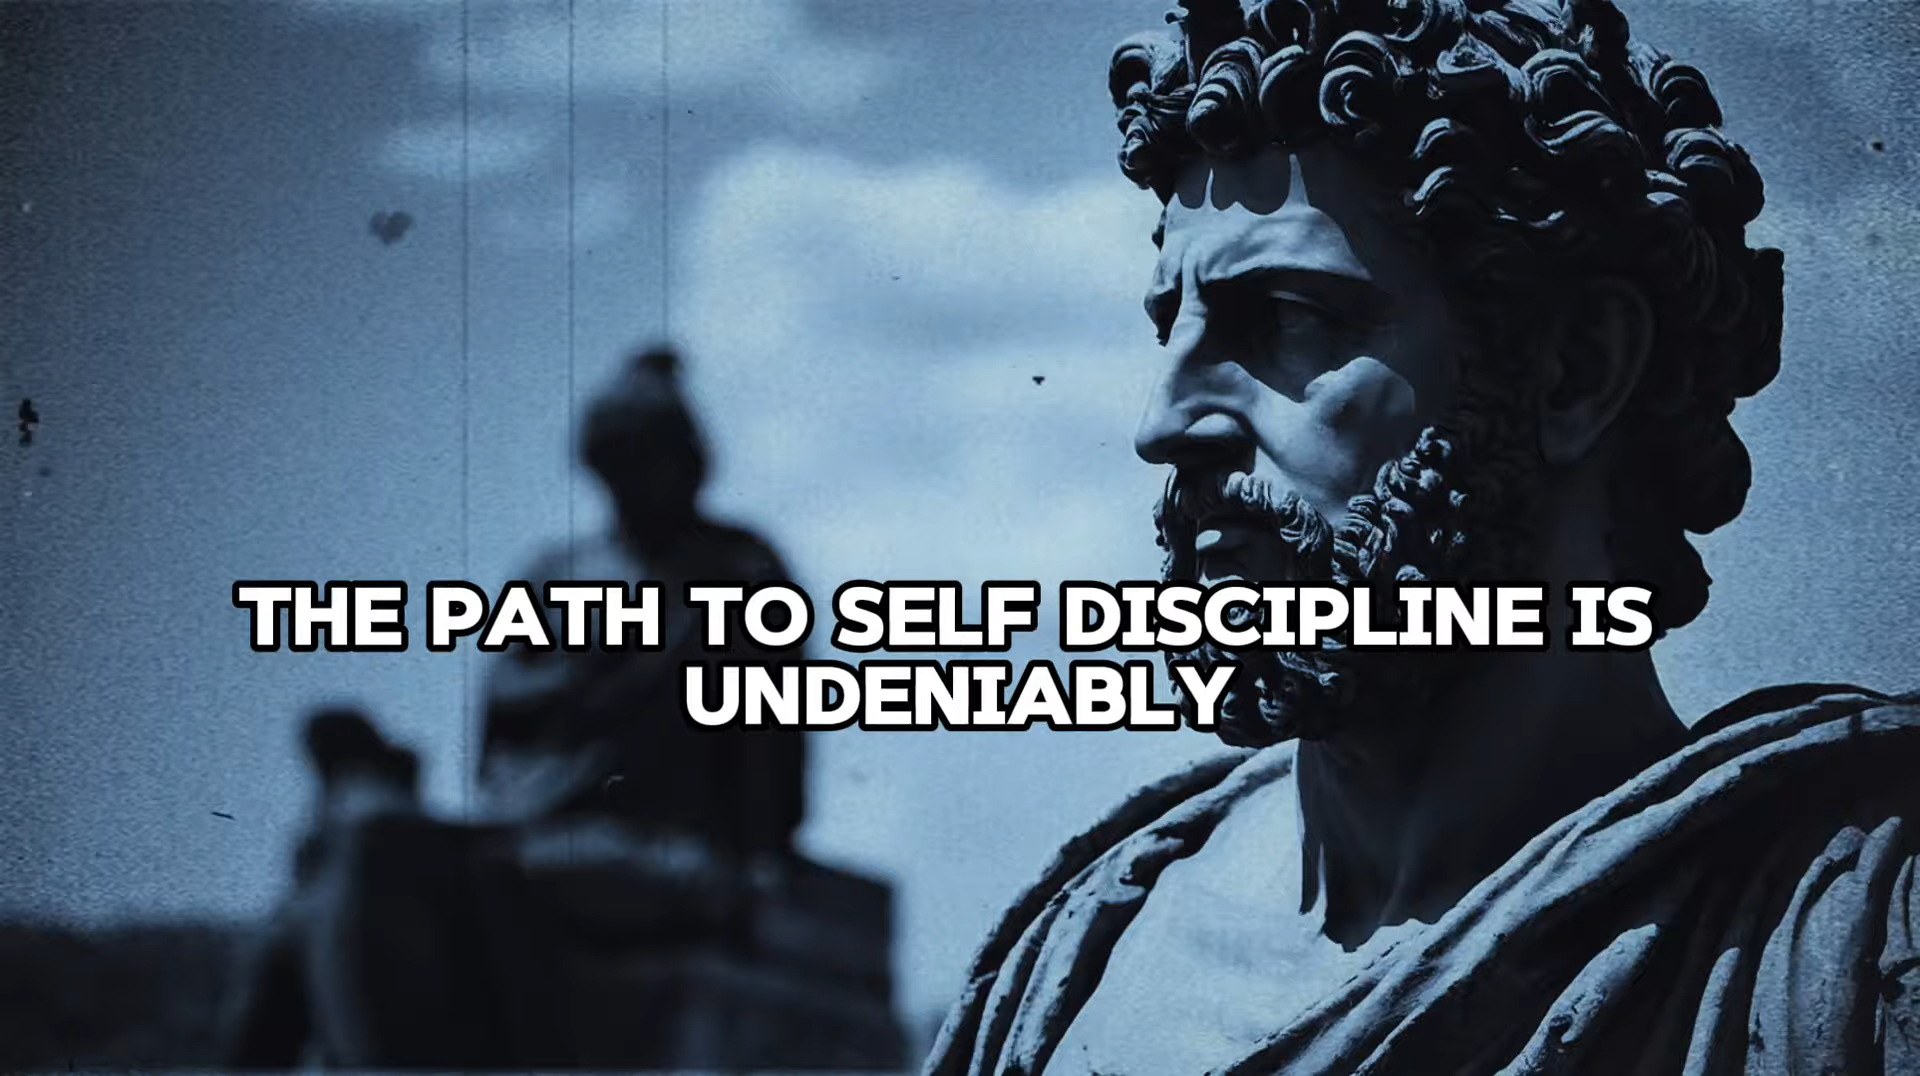 THE PATH TO SELF DISCIPLINE IS
UNDENIABLY